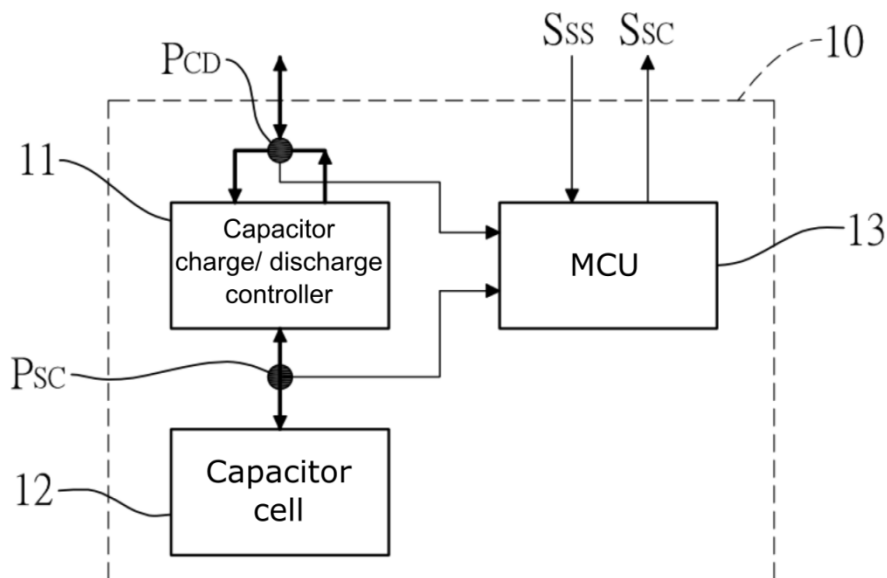 SSS SSC
10
PCD
11
Capacitor
charge/ discharge
controller
MCU
13
PSC
Capacitor
cell
12